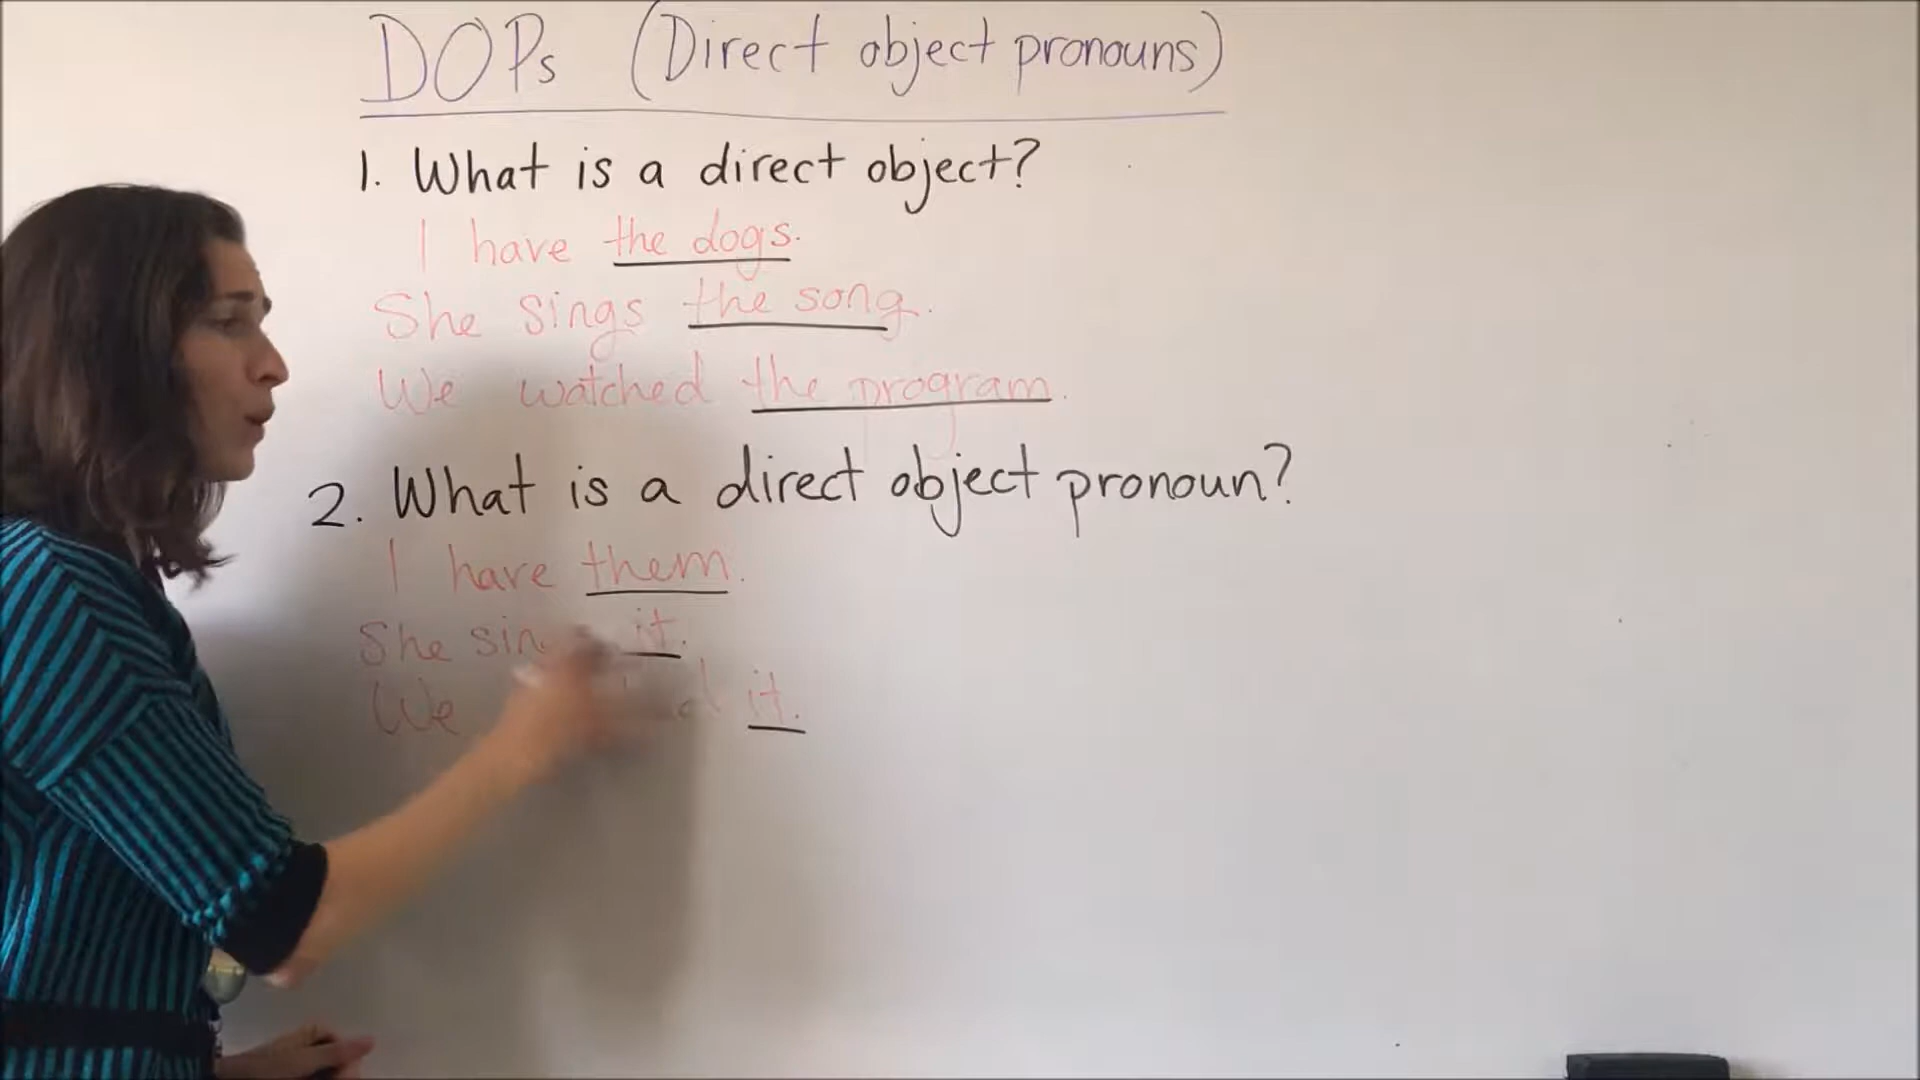 DOPs (Direct object pronouns)
1. What is a direct object?
I have the dogs.
She sings the song.
We watched the program.
2. What is a direct object pronoun?
I have them.
She it.
We it.